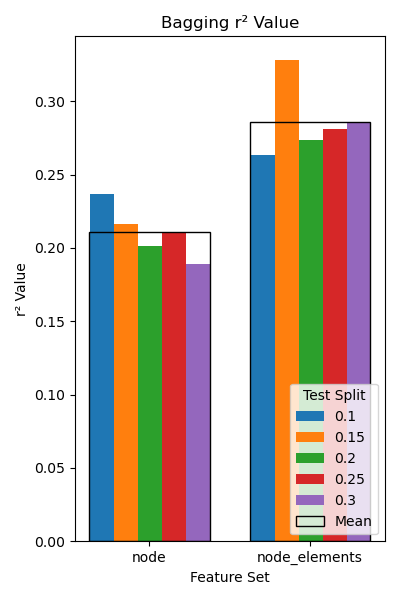 Bagging r² Value
r² Value
0.30
0.25
0.20
0.15
0.10
0.05
0.00
node
node_elements
Feature Set
Test Split
0.1
0.15
0.2
0.25
0.3
Mean